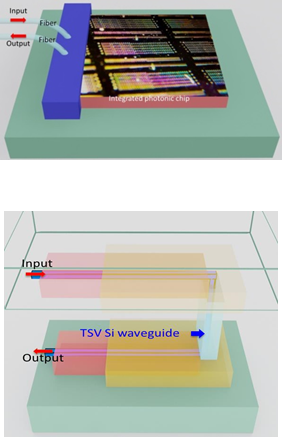 Input
Fiber
Output
Fiber
Integrated photonic chip
Input
TSV Si waveguide
Output